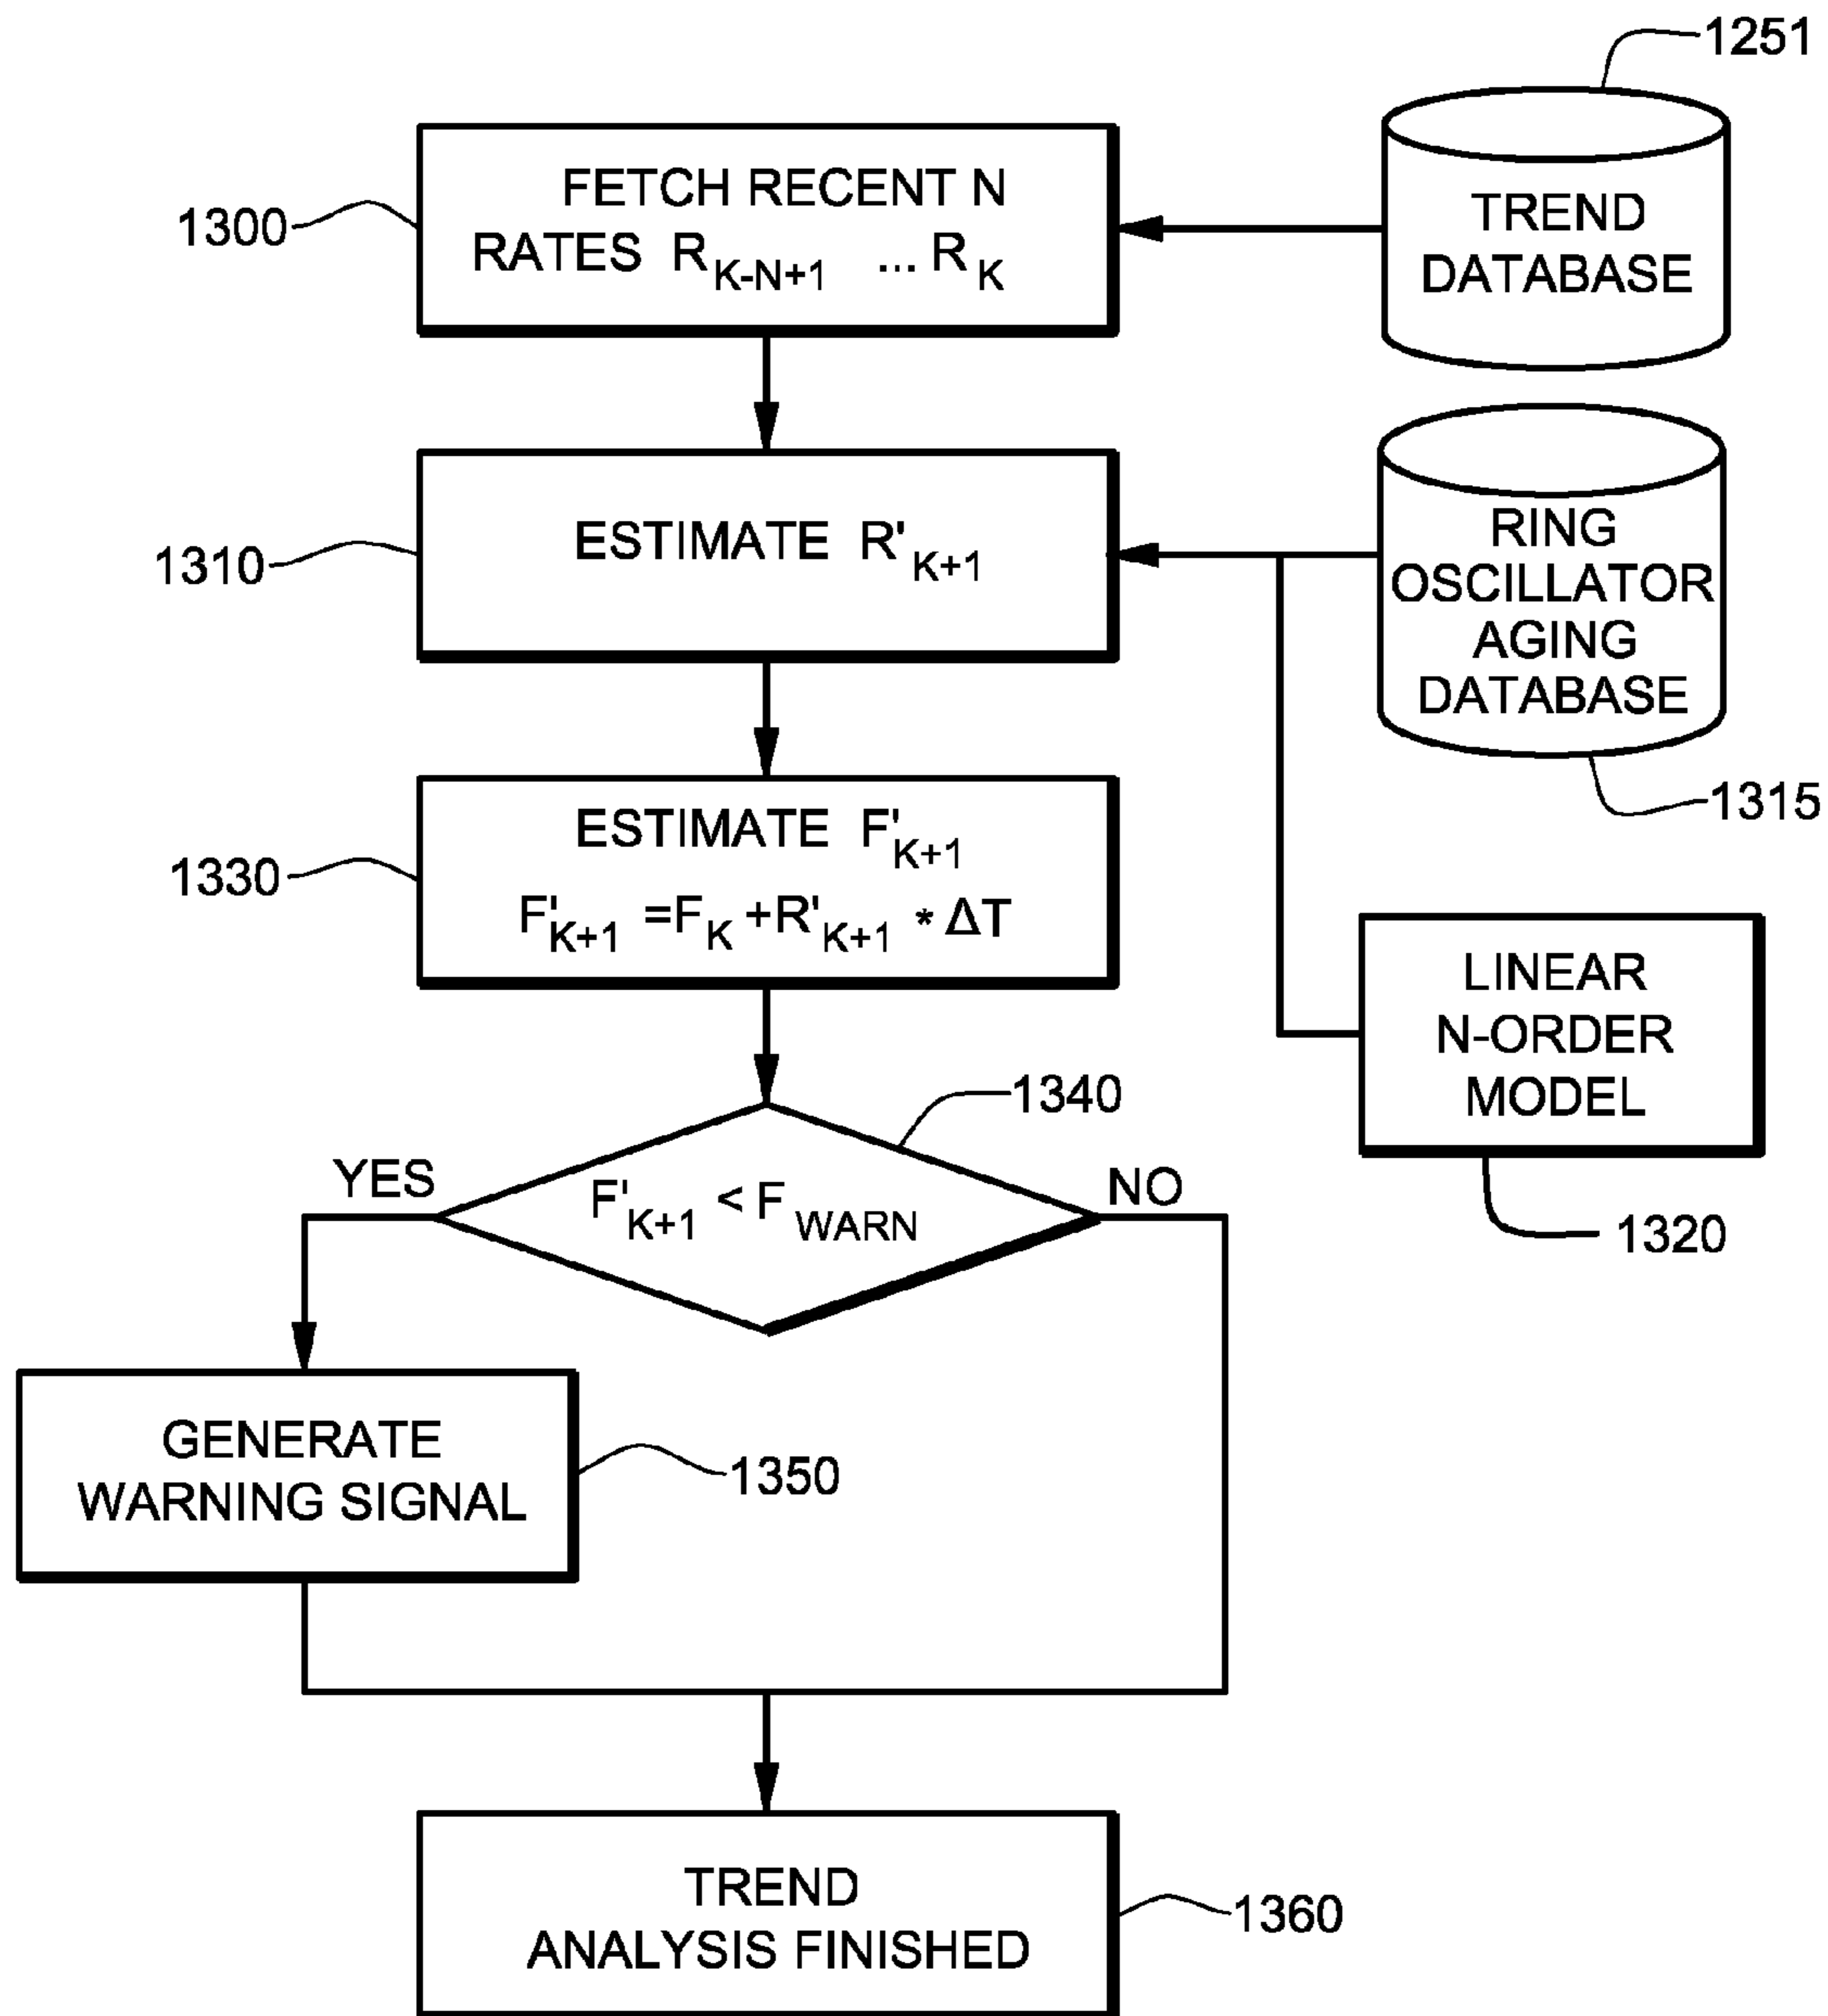 1251
FETCH RECENT N
RATES R K-N+1 ... R K
1300
TREND
DATABASE
ESTIMATE R' K+1
1310
RING
OSCILLATOR
AGING
DATABASE
1315
ESTIMATE F' K+1
F' K+1 =F K +R' K+1 * ΔT
1330
LINEAR
N-ORDER
MODEL
1320
1340
YES
F' K+1 < F WARN
NO
GENERATE
WARNING SIGNAL
1350
TREND
ANALYSIS FINISHED
1360